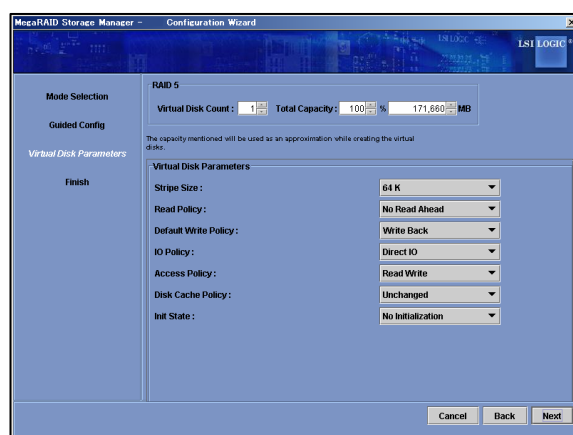 MegaRAID Storage Manager - Configuration Wizard
LSI LOGIC
Mode Selection
Guided Config
Virtual Disk Parameters
Finish
RAID 5
Virtual Disk Count : 1 Total Capacity : 100 % 171,660 MB
The capacity mentioned will be used as an approximation while creating the virtual
disks.
Virtual Disk Parameters
Stripe Size : 64 K
Read Policy : No Read Ahead
Default Write Policy : Write Back
IO Policy : Direct IO
Access Policy : Read Write
Disk Cache Policy : Unchanged
Init State : No Initialization
Cancel Back Next